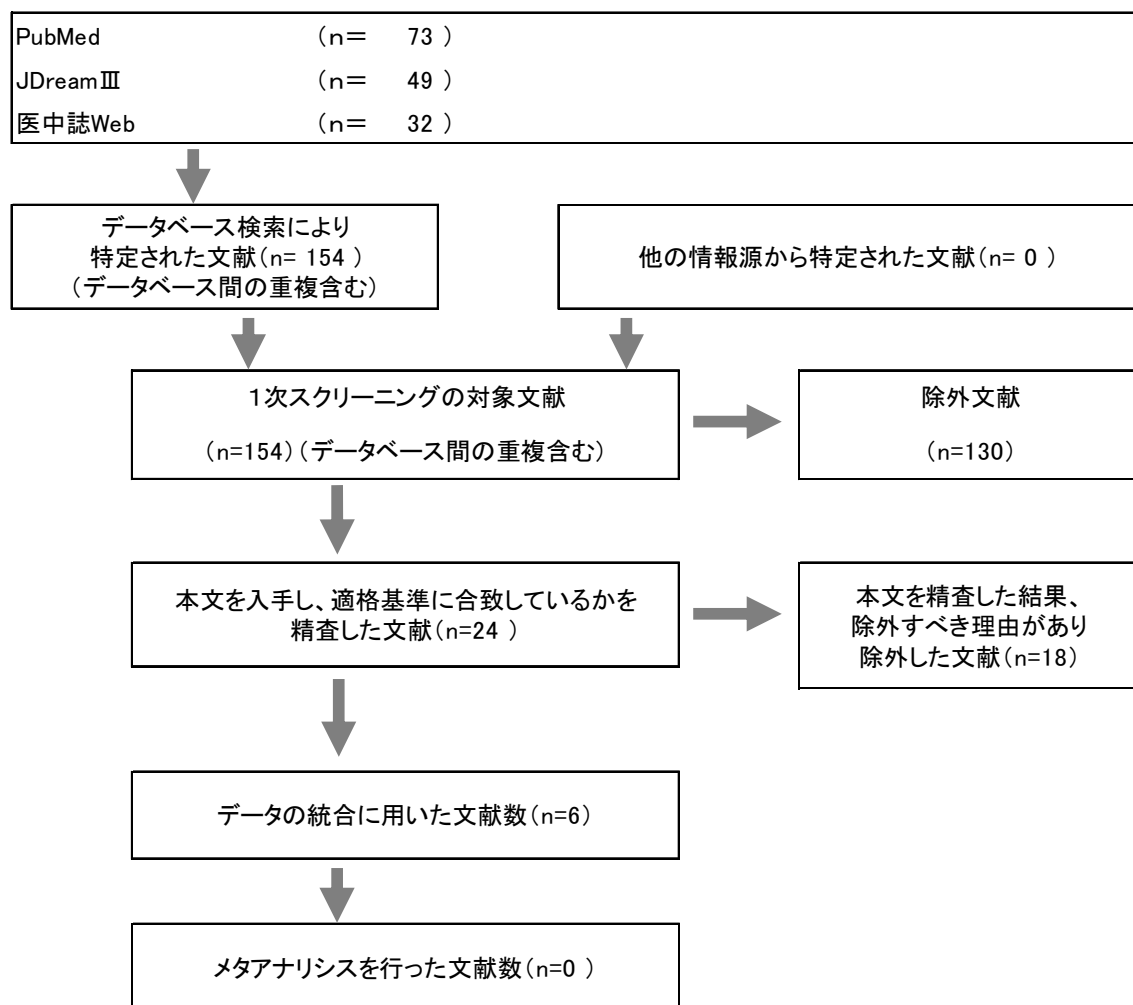 PubMed （n＝ 73 ）
JDreamⅢ （n＝ 49 ）
医中誌Web （n＝ 32 ）
データベース検索により
特定された文献（n= 154 ）
（データベース間の重複含む）
他の情報源から特定された文献（n= 0 ）
1次スクリーニングの対象文献
（n=154）（データベース間の重複含む）
除外文献
（n=130）
本文を入手し、適格基準に合致しているかを
精査した文献（n=24 ）
本文を精査した結果、
除外すべき理由があり
除外した文献（n=18）
データの統合に用いた文献数（n=6）
メタアナリシスを行った文献数（n=0 ）